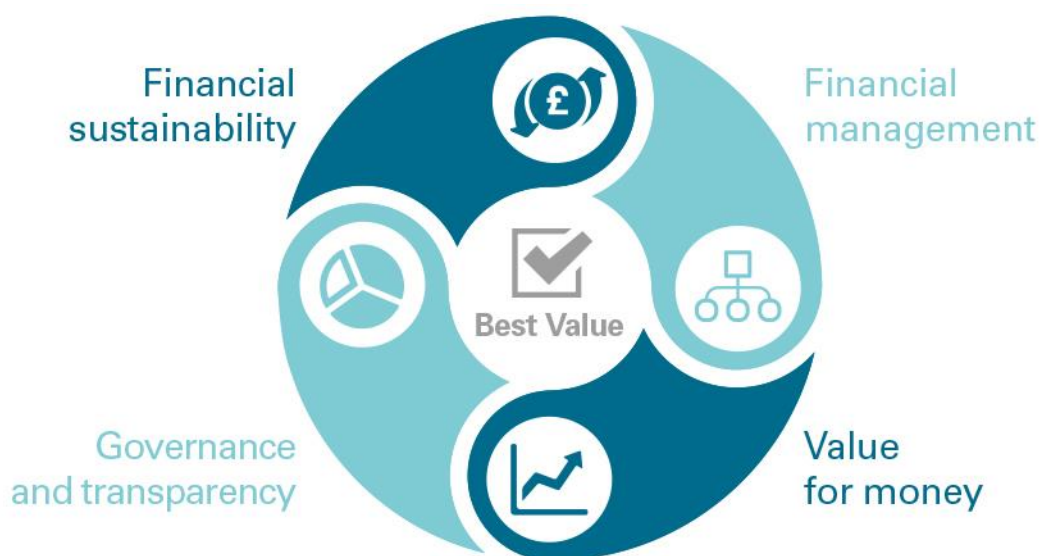 Financial
sustainability
£
Financial
management
Best Value
Governance
and transparency
Value
for money